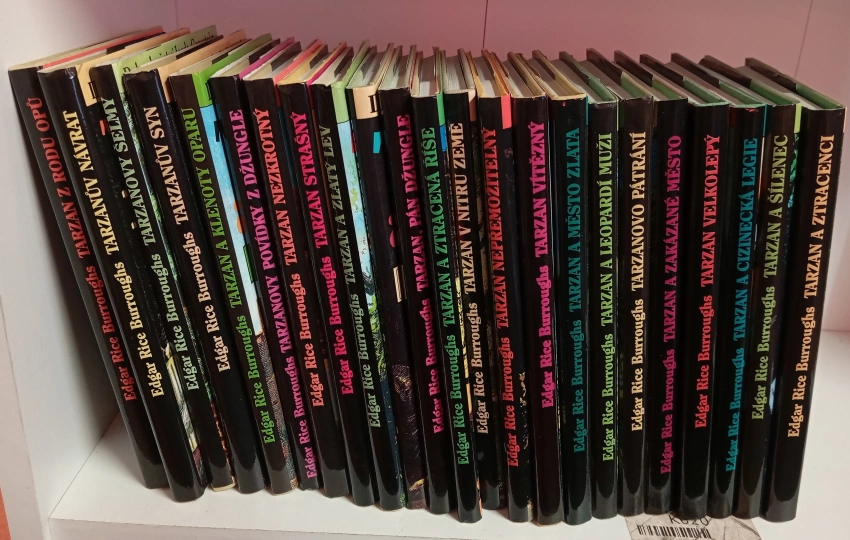 Edgar Rice Burroughs TARZAN Z RODU OPŮ
Edgar Rice Burroughs TARZANŮV NÁVRAT
Edgar Rice Burroughs TARZANOVY ŠELMY
Edgar Rice Burroughs TARZANŮV SYN
Edgar Rice Burroughs TARZAN A KLENOTY OPARU
Edgar Rice Burroughs TARZANOVY POVÍDKY Z DŽUNGLE
Edgar Rice Burroughs TARZAN NEZKROTNÝ
Edgar Rice Burroughs TARZAN STRAŠNÝ
Edgar Rice Burroughs TARZAN A ZLATÝ LEV
Edgar Rice Burroughs TARZAN PÁN DŽUNGLE
Edgar Rice Burroughs TARZAN A ZTRACENÁ ŘÍŠE
Edgar Rice Burroughs TARZAN V NITRU ZEMĚ
Edgar Rice Burroughs TARZAN NEPŘEMOŽITELNÝ
Edgar Rice Burroughs TARZAN VÍTĚZNÝ
Edgar Rice Burroughs TARZAN A MĚSTO ZLATA
Edgar Rice Burroughs TARZAN A LEOPARDÍ MUŽI
Edgar Rice Burroughs TARZANOVO PÁTRÁNÍ
Edgar Rice Burroughs TARZAN A ZAKÁZANÉ MĚSTO
Edgar Rice Burroughs TARZAN VELKOLEPÝ
Edgar Rice Burroughs TARZAN A CIZINECKÁ LEGIE
Edgar Rice Burroughs TARZAN A ŠÍLENEC
Edgar Rice Burroughs TARZAN A ZTRACENCI